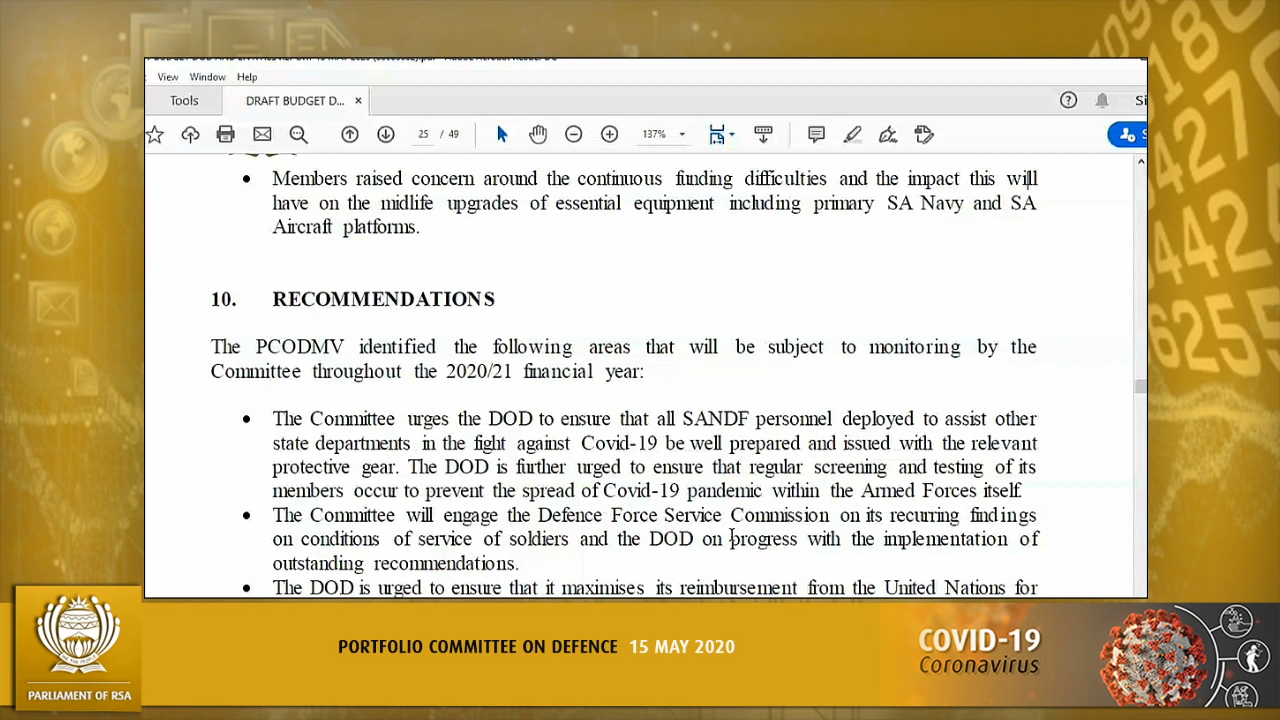 View Window Help
Tools DRAFT BUDGET D... ×
25 / 49 137%
• Members raised concern around the continuous funding difficulties and the impact this will
have on the midlife upgrades of essential equipment including primary SA Navy and SA
Aircraft platforms.
10. RECOMMENDATIONS
The PCODMV identified the following areas that will be subject to monitoring by the
Committee throughout the 2020/21 financial year:
• The Committee urges the DOD to ensure that all SANDF personnel deployed to assist other
state departments in the fight against Covid-19 be well prepared and issued with the relevant
protective gear. The DOD is further urged to ensure that regular screening and testing of its
members occur to prevent the spread of Covid-19 pandemic within the Armed Forces itself.
• The Committee will engage the Defence Force Service Commission on its recurring findings
on conditions of service of soldiers and the DOD on progress with the implementation of
outstanding recommendations.
• The DOD is urged to ensure that it maximises its reimbursement from the United Nations for
PORTFOLIO COMMITTEE ON DEFENCE 15 MAY 2020
COVID-19
Coronavirus
PARLIAMENT OF RSA